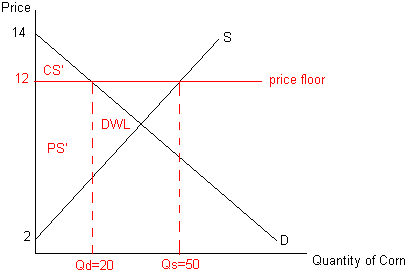 Price
14
S
CS'
12
price floor
DWL
PS'
2
D
Qd=20
Qs=50
Quantity of Corn